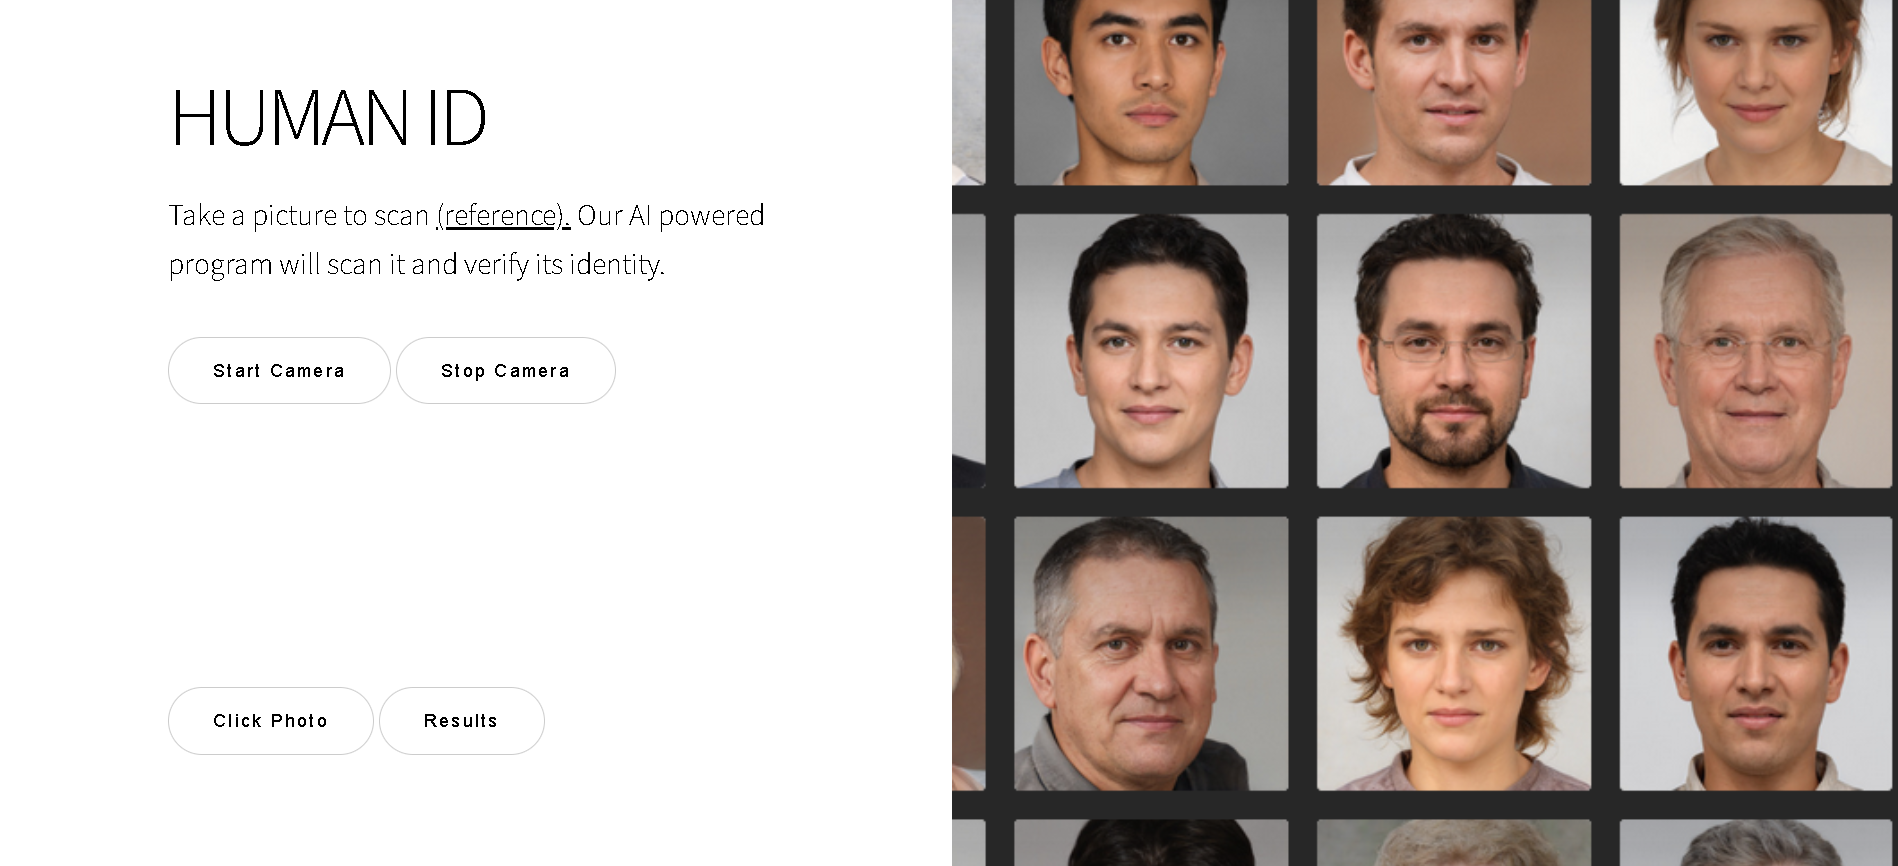 HUMAN ID
Take a picture to scan (reference). Our AI powered
program will scan it and verify its identity.
Start Camera
Stop Camera
Click Photo
Results